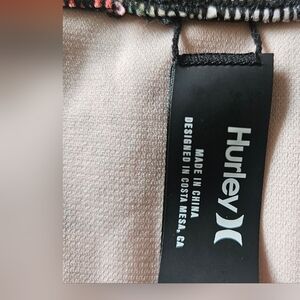 Hurley
MADE IN CHINA
DESIGNED IN COSTA MESA, CA